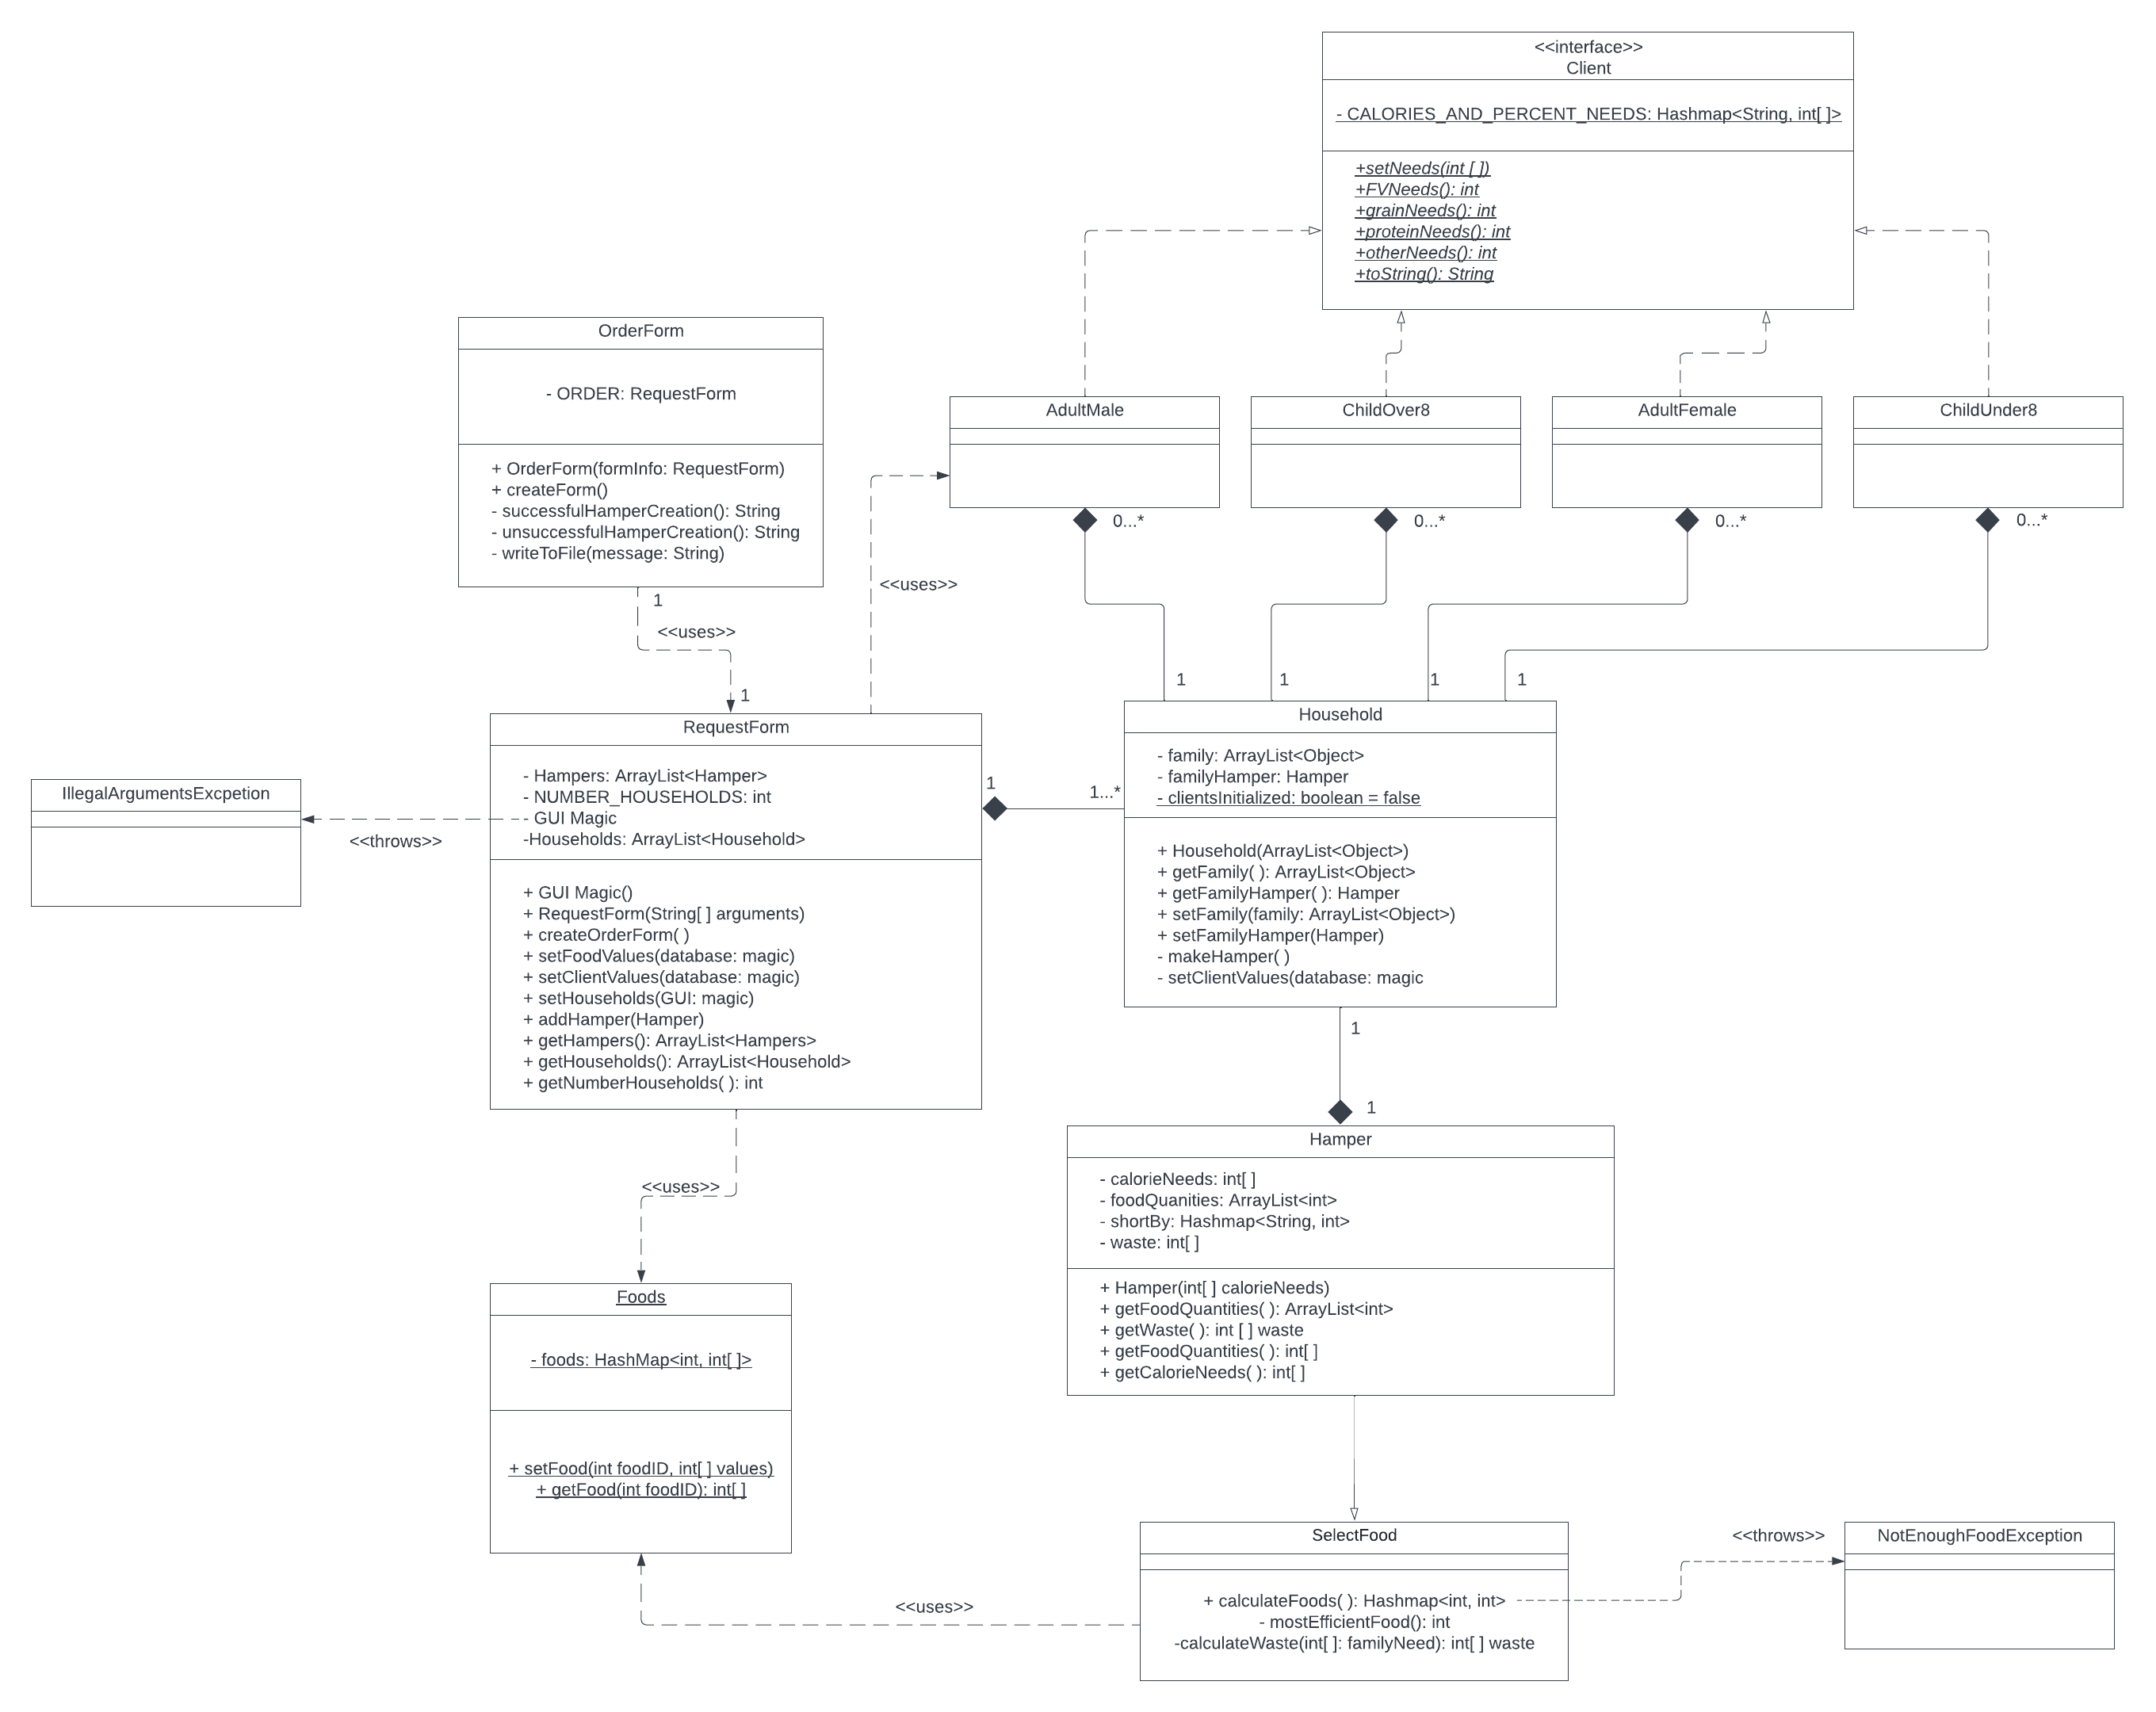 <<interface>>
Client
- CALORIES_AND_PERCENT_NEEDS: Hashmap<String, int[ ]>
+setNeeds(int [ ])
+FVNeeds(): int
+grainNeeds(): int
+proteinNeeds(): int
+otherNeeds(): int
+toString(): String
OrderForm
- ORDER: RequestForm
+ OrderForm(formInfo: RequestForm)
+ createForm()
- successfulHamperCreation(): String
- unsuccessfulHamperCreation(): String
- writeToFile(message: String)
AdultMale
ChildOver8
AdultFemale
ChildUnder8
0...*
0...*
0...*
0...*
<<uses>>
1
<<uses>>
1
1
1
1
1
RequestForm
- Hampers: ArrayList<Hamper>
- NUMBER_HOUSEHOLDS: int
- GUI Magic
-Households: ArrayList<Household>
+ GUI Magic()
+ RequestForm(String[ ] arguments)
+ createOrderForm( )
+ setFoodValues(database: magic)
+ setClientValues(database: magic)
+ setHouseholds(GUI: magic)
+ addHamper(Hamper)
+ getHampers(): ArrayList<Hampers>
+ getHouseholds(): ArrayList<Household>
+ getNumberHouseholds( ): int
IllegalArgumentsExcpetion
<<throws>>
1
1...*
Household
- family: ArrayList<Object>
- familyHamper: Hamper
- clientsInitialized: boolean = false
+ Household(ArrayList<Object>)
+ getFamily( ): ArrayList<Object>
+ getFamilyHamper( ): Hamper
+ setFamily(family: ArrayList<Object>)
+ setFamilyHamper(Hamper)
- makeHamper( )
- setClientValues(database: magic
1
1
<<uses>>
Hamper
- calorieNeeds: int[ ]
- foodQuanities: ArrayList<int>
- shortBy: Hashmap<String, int>
- waste: int[ ]
+ Hamper(int[ ] calorieNeeds)
+ getFoodQuantities( ): ArrayList<int>
+ getWaste( ): int [ ] waste
+ getFoodQuantities( ): int[ ]
+ getCalorieNeeds( ): int[ ]
Foods
- foods: HashMap<int, int[ ]>
+ setFood(int foodID, int[ ] values)
+ getFood(int foodID): int[ ]
<<uses>>
SelectFood
+ calculateFoods( ): Hashmap<int, int>
- mostEfficientFood(): int
-calculateWaste(int[ ]: familyNeed): int[ ] waste
<<throws>>
NotEnoughFoodException